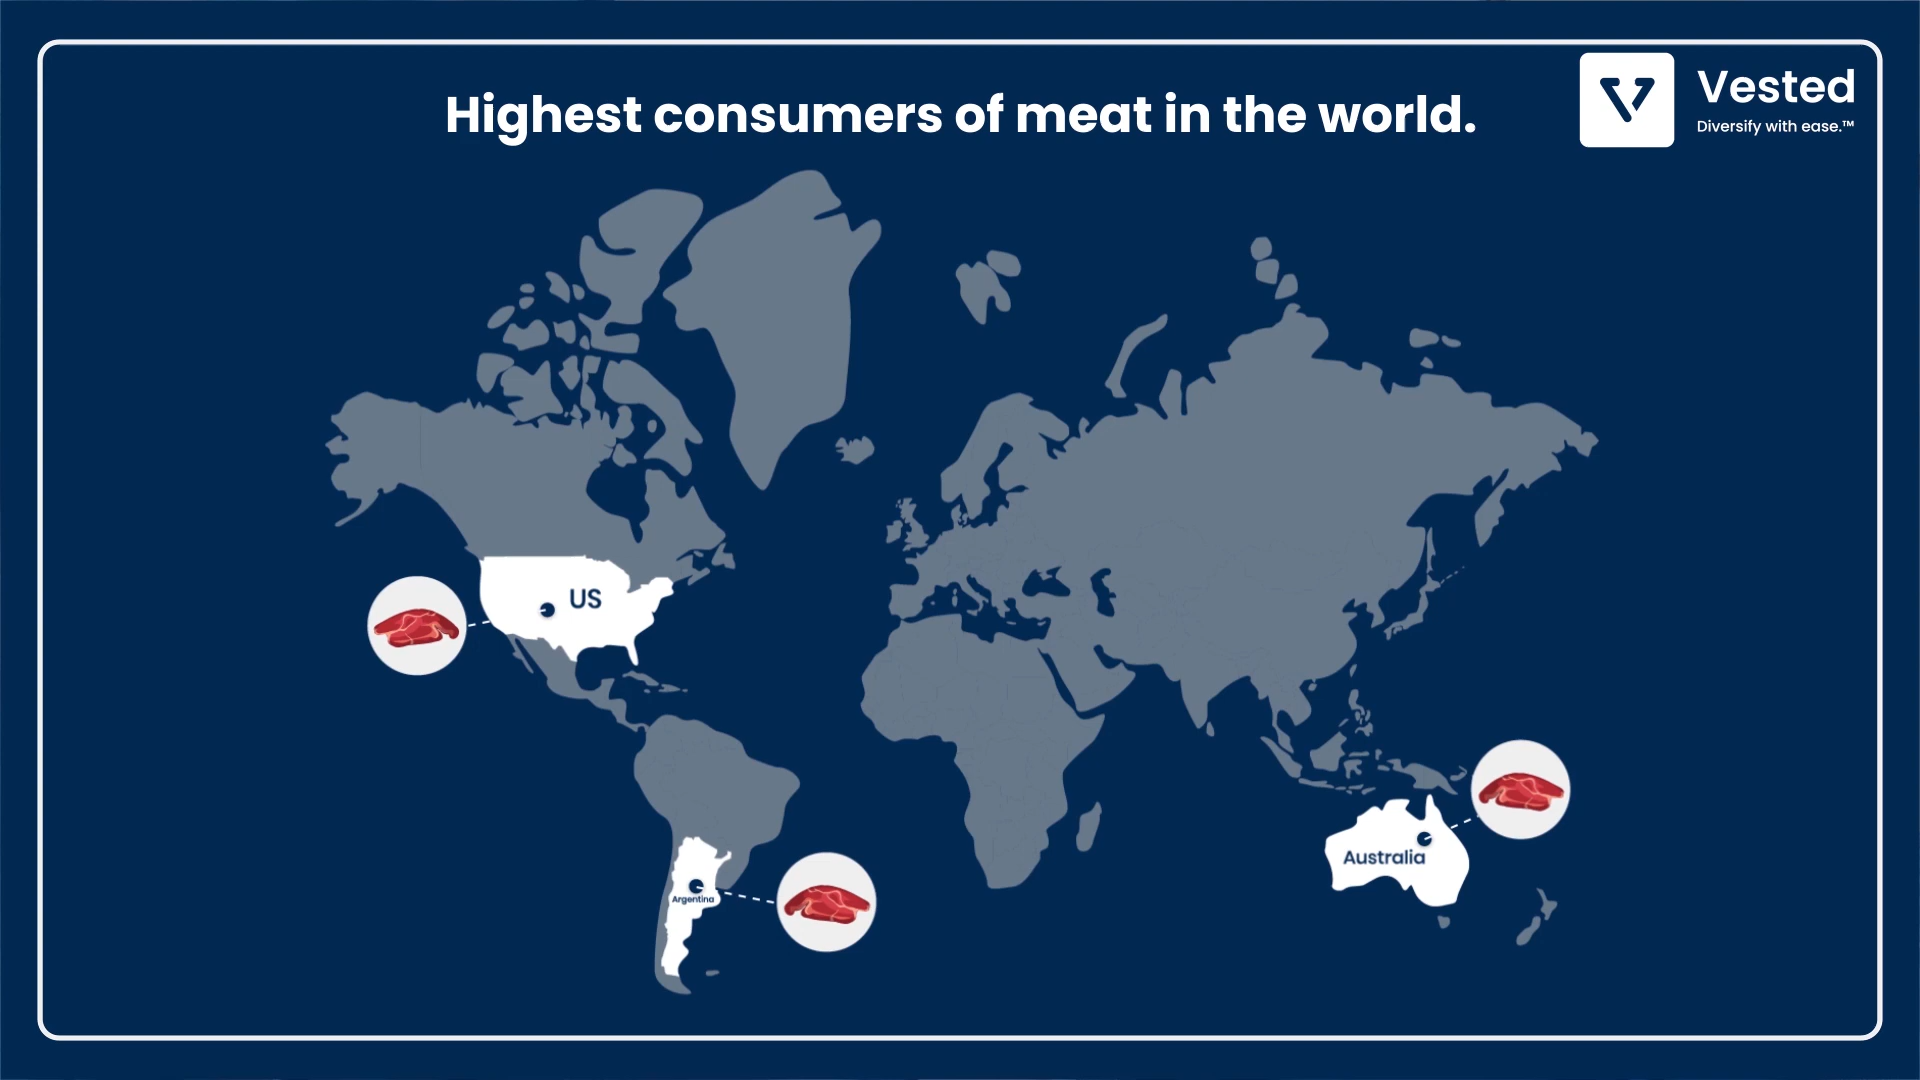 Highest consumers of meat in the world.
Vested
Diversify with ease.™
US
Australia
Argentina